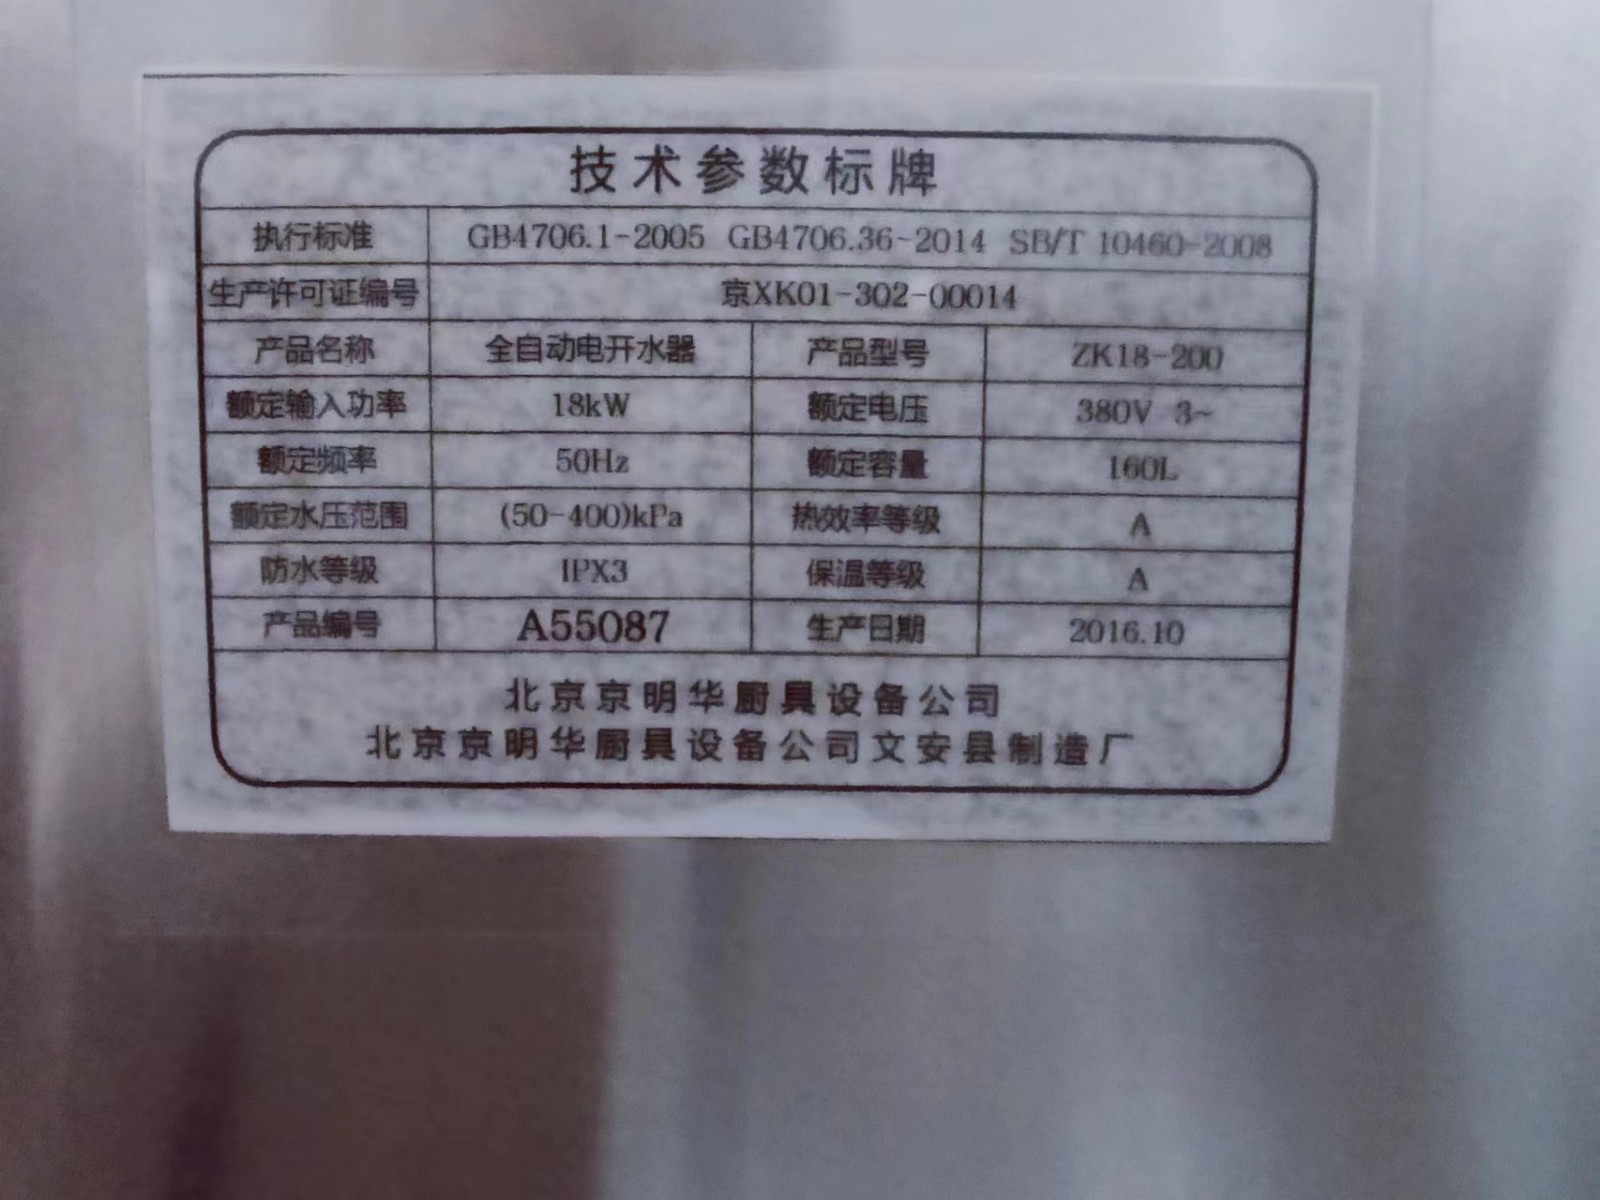 技术参数标牌
执行标准 GB4706.1-2005 GB4706.36-2014 SB/T 10460-2008
生产许可证编号 京XK01-302-00014
产品名称 全自动电开水器 产品型号 ZK18-200
额定输入功率 18kW 额定电压 380V 3~
额定频率 50Hz 额定容量 160L
额定水压范围 (50-400)kPa 热效率等级 A
防水等级 IPX3 保温等级 A
产品编号 A55087 生产日期 2016.10
北京京明华厨具设备公司
北京京明华厨具设备公司文安县制造厂